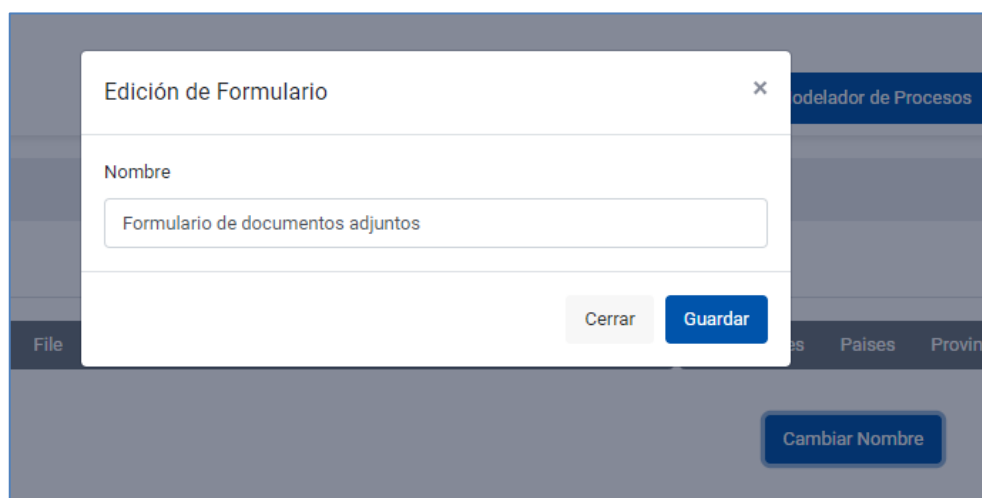 Edición de Formulario ×
odelador de Procesos
Nombre
Formulario de documentos adjuntos
Cerrar Guardar
File es Paises Provin
Cambiar Nombre